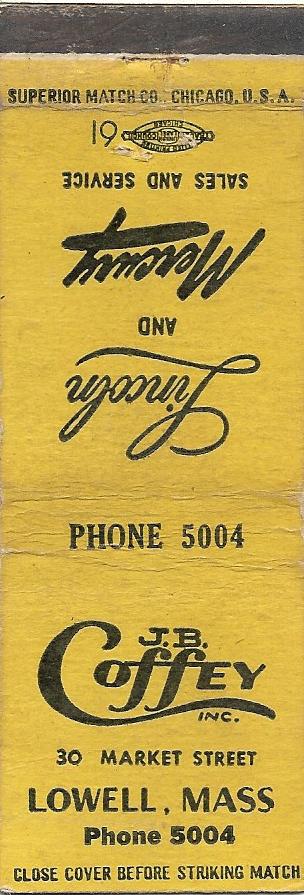 SUPERIOR MATCH CO., CHICAGO, U.S.A.
Lincoln
AND
Mercury
SALES AND SERVICE
19
PHONE 5004
J.B.
Coffey
INC.
30 MARKET STREET
LOWELL, MASS
Phone 5004
CLOSE COVER BEFORE STRIKING MATCH